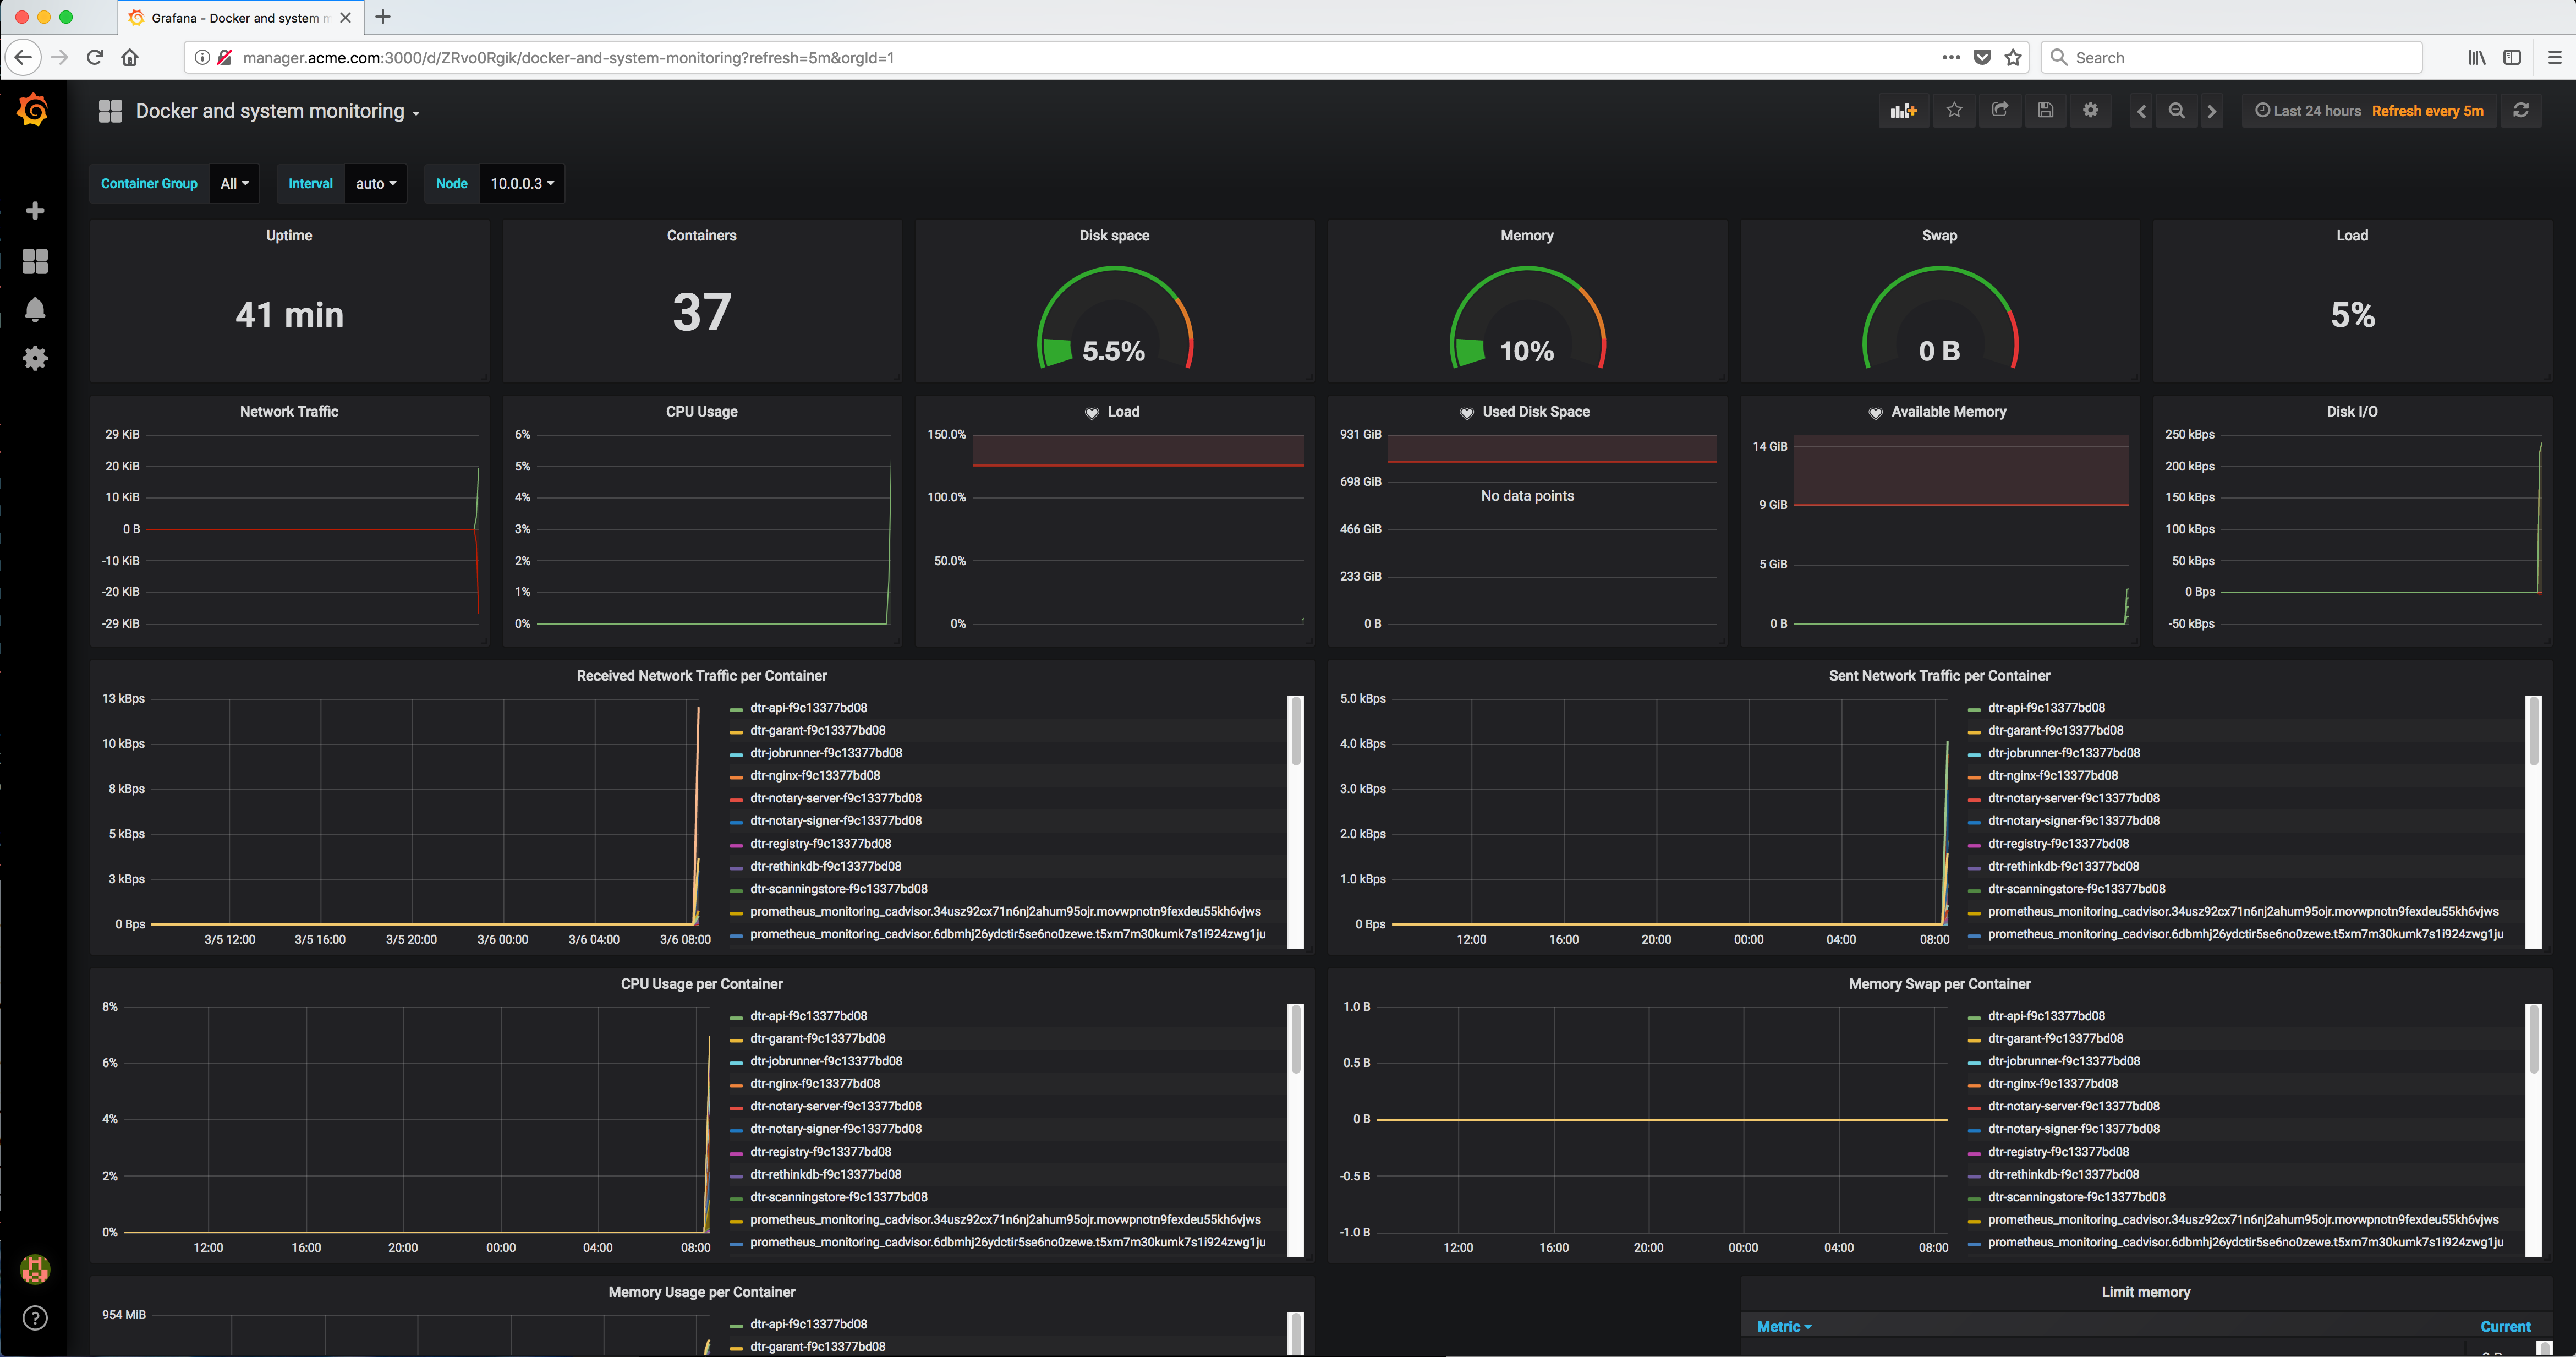 Grafana - Docker and system m
manager.acme.com:3000/d/ZRvo0Rgik/docker-and-system-monitoring?refresh=5m&orgId=1
Search
Docker and system monitoring
Last 24 hours Refresh every 5m
Container Group All Interval auto Node 10.0.0.3
Uptime
41 min
Containers
37
Disk space
5.5%
Memory
10%
Swap
0 B
Load
5%
Network Traffic
29 KiB
20 KiB
10 KiB
0 B
-10 KiB
-20 KiB
-29 KiB
CPU Usage
6%
5%
4%
3%
2%
1%
0%
Load
150.0%
100.0%
50.0%
0%
Used Disk Space
931 GiB
698 GiB
No data points
466 GiB
233 GiB
0 B
Available Memory
14 GiB
9 GiB
5 GiB
0 B
Disk I/O
250 kBps
200 kBps
150 kBps
100 kBps
50 kBps
0 Bps
-50 kBps
Received Network Traffic per Container
13 kBps
10 kBps
8 kBps
5 kBps
3 kBps
0 Bps
3/5 12:00 3/5 16:00 3/5 20:00 3/6 00:00 3/6 04:00 3/6 08:00
dtr-api-f9c13377bd08
dtr-garant-f9c13377bd08
dtr-jobrunner-f9c13377bd08
dtr-nginx-f9c13377bd08
dtr-notary-server-f9c13377bd08
dtr-notary-signer-f9c13377bd08
dtr-registry-f9c13377bd08
dtr-rethinkdb-f9c13377bd08
dtr-scanningstore-f9c13377bd08
prometheus_monitoring_cadvisor.34usz92cx71n6nj2ahum95ojr.movwpnotn9fexdeu55kh6vjws
prometheus_monitoring_cadvisor.6dbmhj26ydctir5se6no0zewe.t5xm7m30kumk7s1i924zwg1ju
Sent Network Traffic per Container
5.0 kBps
4.0 kBps
3.0 kBps
2.0 kBps
1.0 kBps
0 Bps
12:00 16:00 20:00 00:00 04:00 08:00
dtr-api-f9c13377bd08
dtr-garant-f9c13377bd08
dtr-jobrunner-f9c13377bd08
dtr-nginx-f9c13377bd08
dtr-notary-server-f9c13377bd08
dtr-notary-signer-f9c13377bd08
dtr-registry-f9c13377bd08
dtr-rethinkdb-f9c13377bd08
dtr-scanningstore-f9c13377bd08
prometheus_monitoring_cadvisor.34usz92cx71n6nj2ahum95ojr.movwpnotn9fexdeu55kh6vjws
prometheus_monitoring_cadvisor.6dbmhj26ydctir5se6no0zewe.t5xm7m30kumk7s1i924zwg1ju
CPU Usage per Container
8%
6%
4%
2%
0%
12:00 16:00 20:00 00:00 04:00 08:00
dtr-api-f9c13377bd08
dtr-garant-f9c13377bd08
dtr-jobrunner-f9c13377bd08
dtr-nginx-f9c13377bd08
dtr-notary-server-f9c13377bd08
dtr-notary-signer-f9c13377bd08
dtr-registry-f9c13377bd08
dtr-rethinkdb-f9c13377bd08
dtr-scanningstore-f9c13377bd08
prometheus_monitoring_cadvisor.34usz92cx71n6nj2ahum95ojr.movwpnotn9fexdeu55kh6vjws
prometheus_monitoring_cadvisor.6dbmhj26ydctir5se6no0zewe.t5xm7m30kumk7s1i924zwg1ju
Memory Swap per Container
1.0 B
0.5 B
0 B
-0.5 B
-1.0 B
12:00 16:00 20:00 00:00 04:00 08:00
dtr-api-f9c13377bd08
dtr-garant-f9c13377bd08
dtr-jobrunner-f9c13377bd08
dtr-nginx-f9c13377bd08
dtr-notary-server-f9c13377bd08
dtr-notary-signer-f9c13377bd08
dtr-registry-f9c13377bd08
dtr-rethinkdb-f9c13377bd08
dtr-scanningstore-f9c13377bd08
prometheus_monitoring_cadvisor.34usz92cx71n6nj2ahum95ojr.movwpnotn9fexdeu55kh6vjws
prometheus_monitoring_cadvisor.6dbmhj26ydctir5se6no0zewe.t5xm7m30kumk7s1i924zwg1ju
Memory Usage per Container
954 MiB
dtr-api-f9c13377bd08
dtr-garant-f9c13377bd08
Limit memory
Metric Current